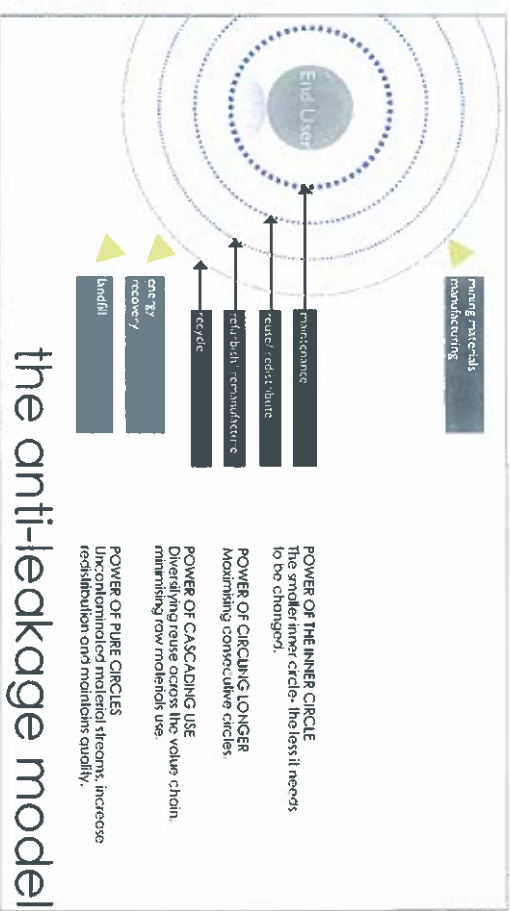 End User
mining materials
manufacturing
maintenance
reuse/ redistribute
refurbish/ remanufacture
recycle
energy
recovery
landfill
POWER OF THE INNER CIRCLE
The smaller inner circle- the less it needs
to be changed.
POWER OF CIRCLING LONGER
Maximising consecutive circles.
POWER OF CASCADING USE
Diversifying reuse across the value chain.
minimising raw materials use.
POWER OF PURE CIRCLES
Uncontaminated material streams, increase
redistribution and maintains quality.
the anti-leakage model